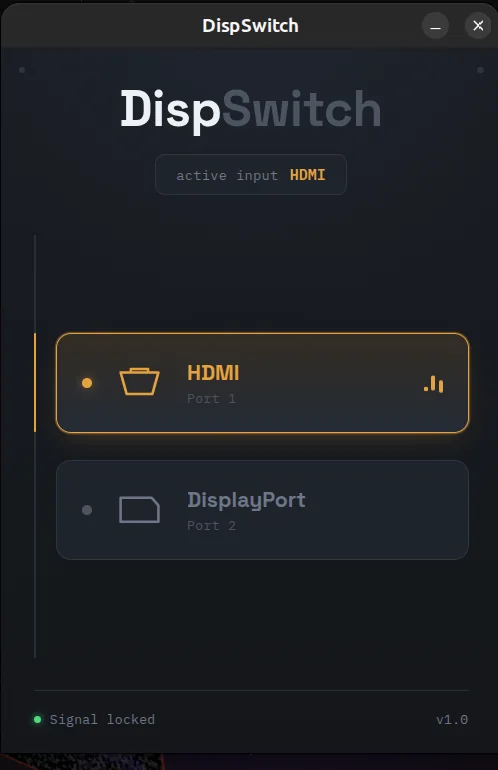 DispSwitch
DispSwitch
active input HDMI
HDMI
Port 1
DisplayPort
Port 2
Signal locked
v1.0